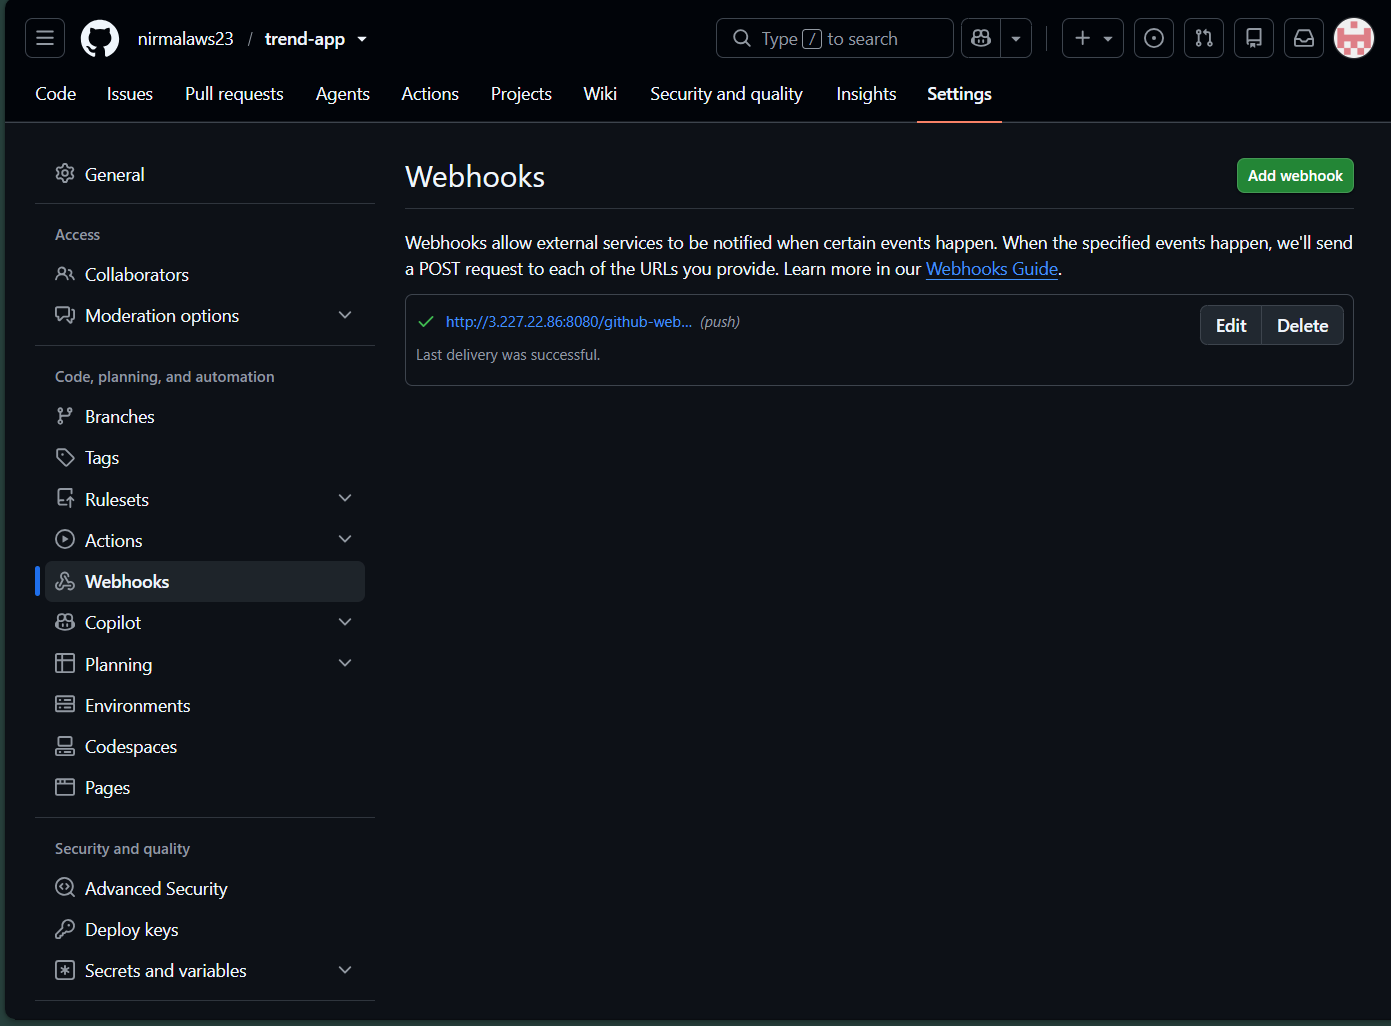 nirmalaws23 / trend-app
Type / to search
Code Issues Pull requests Agents Actions Projects Wiki Security and quality Insights Settings
General
Access
Collaborators
Moderation options
Code, planning, and automation
Branches
Tags
Rulesets
Actions
Webhooks
Copilot
Planning
Environments
Codespaces
Pages
Security and quality
Advanced Security
Deploy keys
Secrets and variables
Webhooks
Add webhook
Webhooks allow external services to be notified when certain events happen. When the specified events happen, we'll send
a POST request to each of the URLs you provide. Learn more in our Webhooks Guide.
http://3.227.22.86:8080/github-web... (push)
Edit Delete
Last delivery was successful.